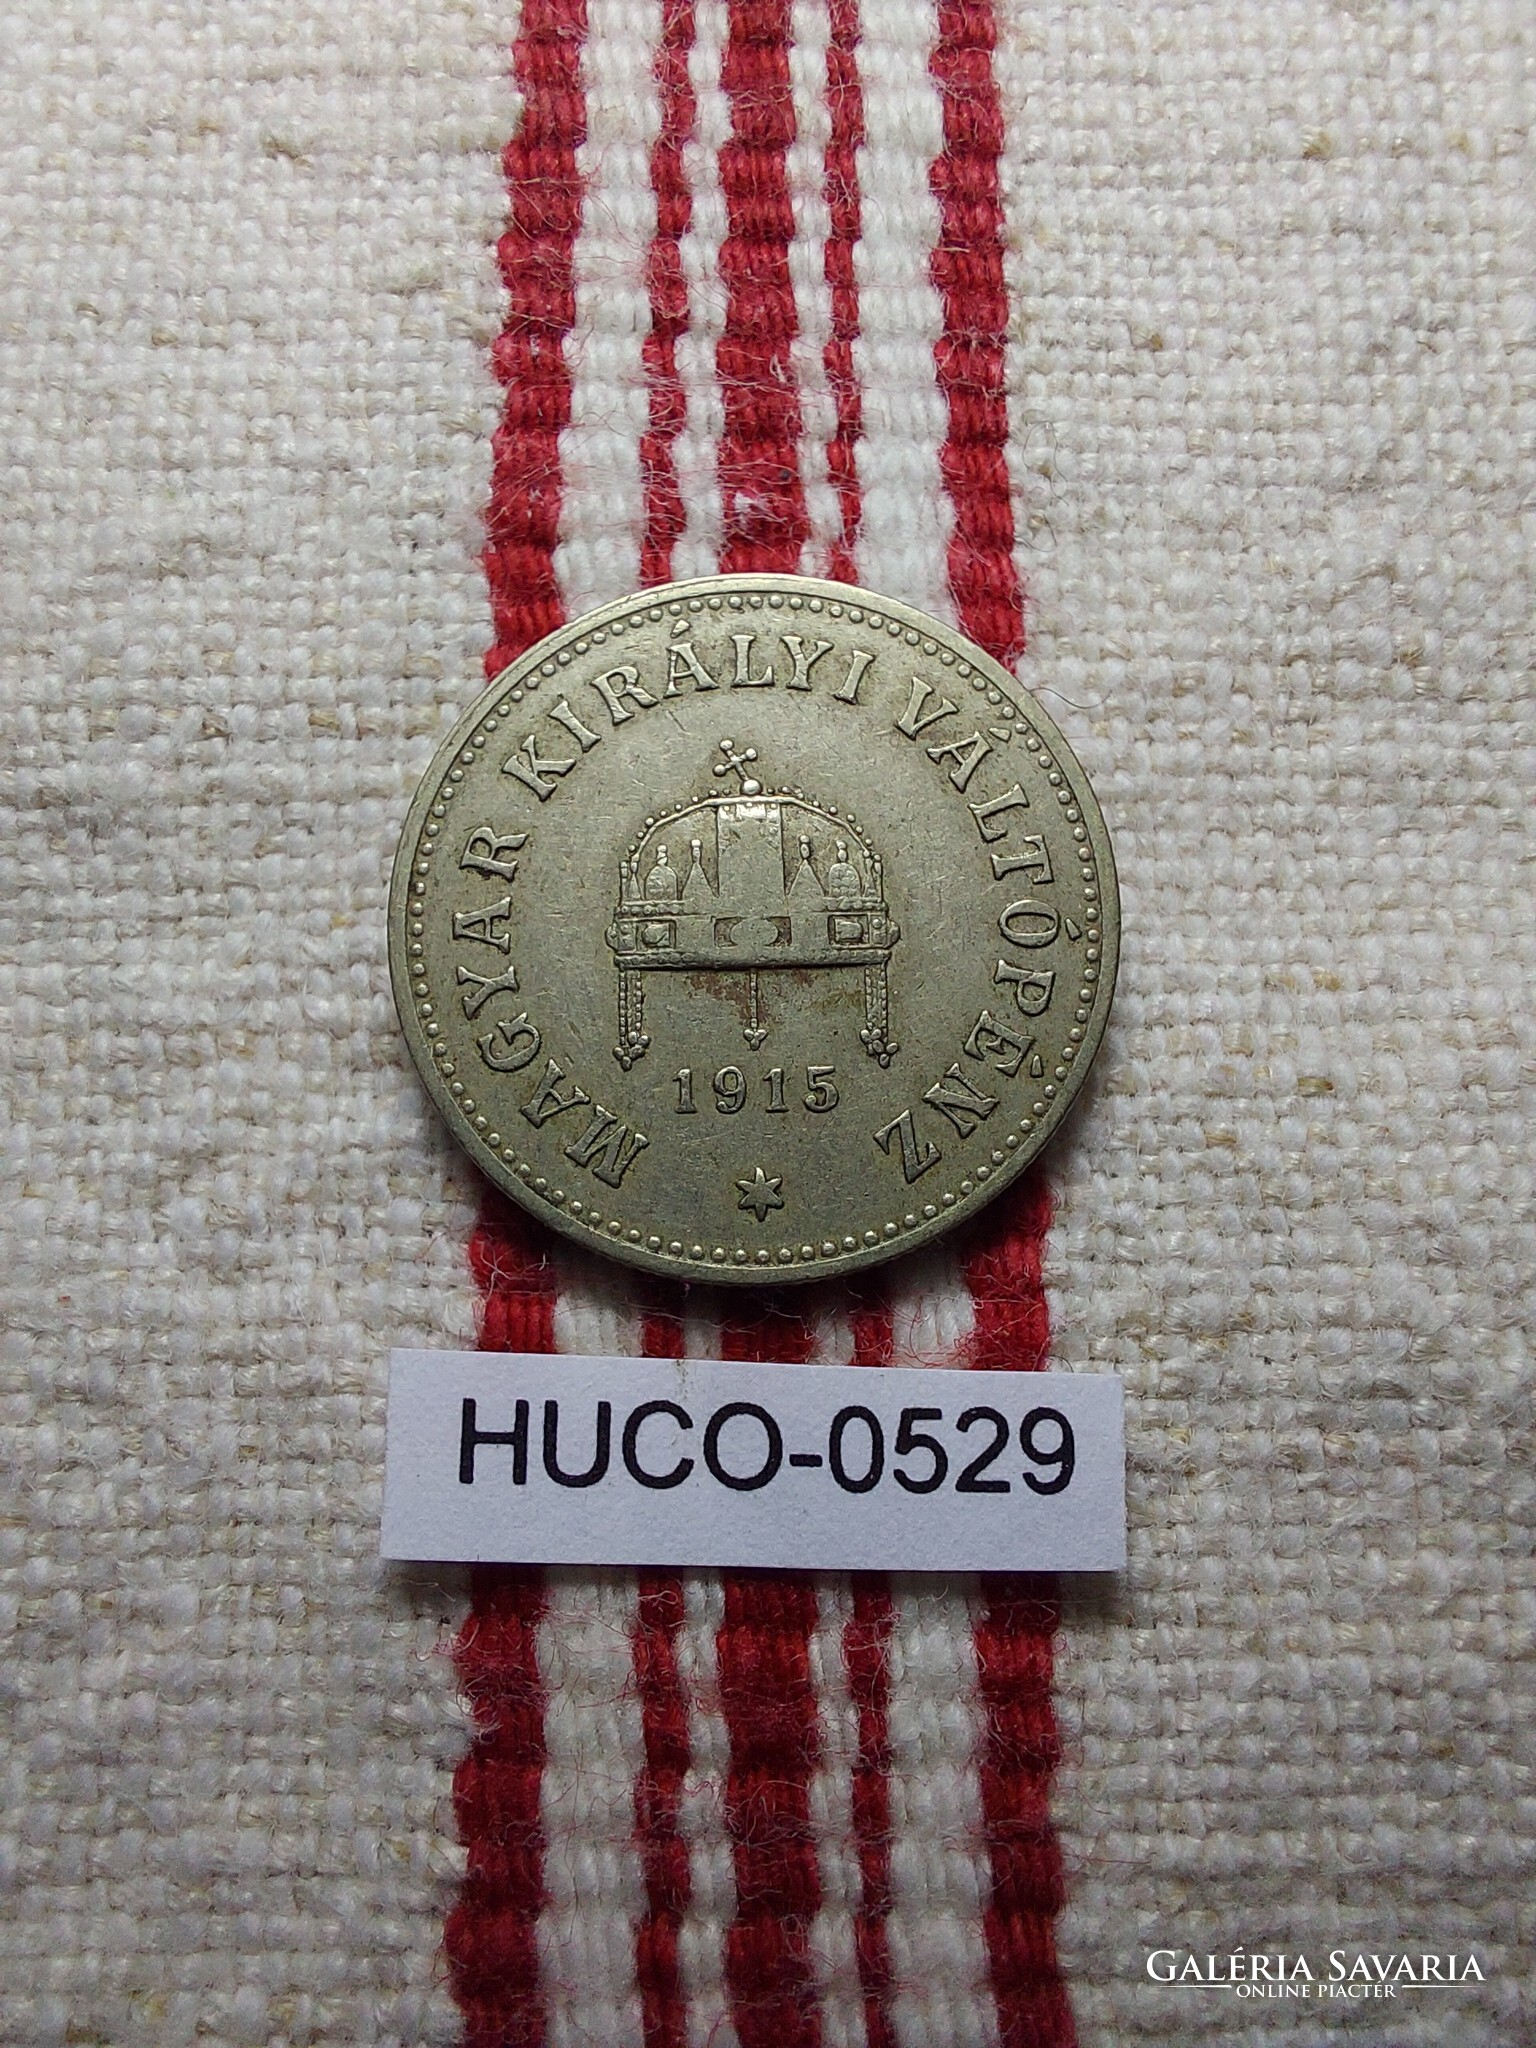 MAGYAR KIRÁLYI VÁLTÓPÉNZ
1915
HUCO-0529
GALÉRIA SAVARIA
ONLINE PIACTÉR